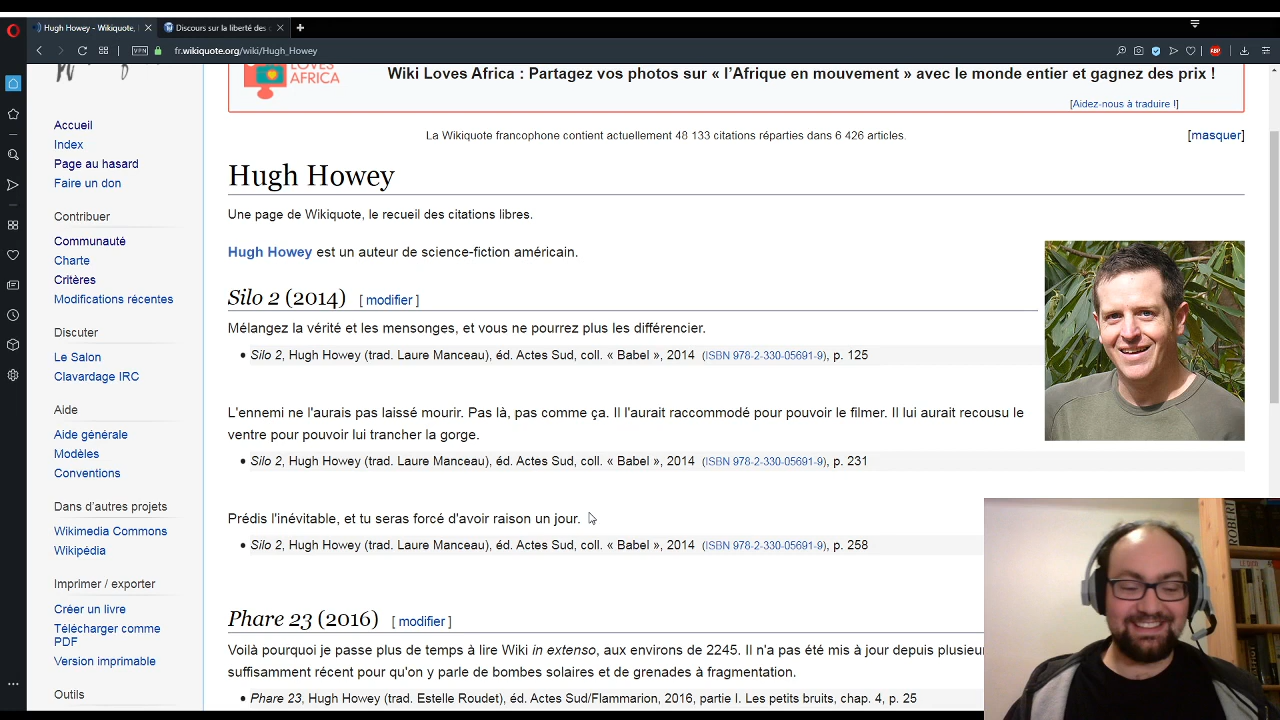 Hugh Howey - Wikiquote,
Discours sur la liberté des
VPN
fr.wikiquote.org/wiki/Hugh_Howey
ABP
LOVES
AFRICA
Wiki Loves Africa : Partagez vos photos sur « l’Afrique en mouvement » avec le monde entier et gagnez des prix !
[Aidez-nous à traduire !]
La Wikiquote francophone contient actuellement 48 133 citations réparties dans 6 426 articles.
[masquer]
Accueil
Index
Page au hasard
Faire un don
Contribuer
Communauté
Charte
Critères
Modifications récentes
Discuter
Le Salon
Clavardage IRC
Aide
Aide générale
Modèles
Conventions
Dans d’autres projets
Wikimedia Commons
Wikipédia
Imprimer / exporter
Créer un livre
Télécharger comme
PDF
Version imprimable
Outils
Hugh Howey
Une page de Wikiquote, le recueil des citations libres.
Hugh Howey est un auteur de science-fiction américain.
Silo 2 (2014) [ modifier ]
Mélangez la vérité et les mensonges, et vous ne pourrez plus les différencier.
• Silo 2, Hugh Howey (trad. Laure Manceau), éd. Actes Sud, coll. « Babel », 2014 (ISBN 978-2-330-05691-9), p. 125
L'ennemi ne l'aurais pas laissé mourir. Pas là, pas comme ça. Il l'aurait raccommodé pour pouvoir le filmer. Il lui aurait recousu le
ventre pour pouvoir lui trancher la gorge.
• Silo 2, Hugh Howey (trad. Laure Manceau), éd. Actes Sud, coll. « Babel », 2014 (ISBN 978-2-330-05691-9), p. 231
Prédis l'inévitable, et tu seras forcé d'avoir raison un jour.
• Silo 2, Hugh Howey (trad. Laure Manceau), éd. Actes Sud, coll. « Babel », 2014 (ISBN 978-2-330-05691-9), p. 258
Phare 23 (2016) [ modifier ]
Voilà pourquoi je passe plus de temps à lire Wiki in extenso, aux environs de 2245. Il n'a pas été mis à jour depuis plusieu
suffisamment récent pour qu'on y parle de bombes solaires et de grenades à fragmentation.
• Phare 23, Hugh Howey (trad. Estelle Roudet), éd. Actes Sud/Flammarion, 2016, partie I. Les petits bruits, chap. 4, p. 25